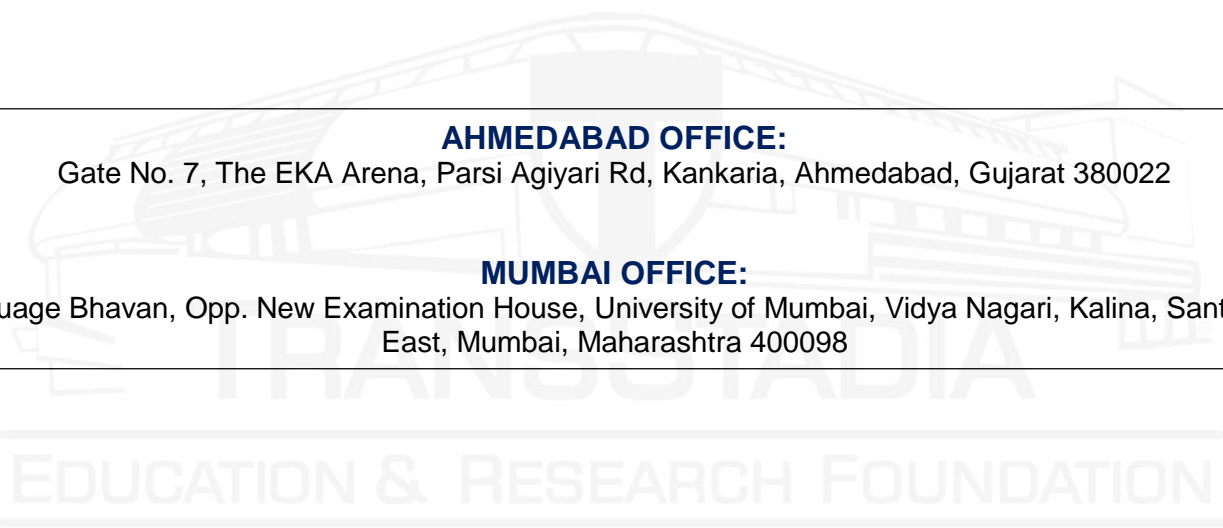 AHMEDABAD OFFICE:
Gate No. 7, The EKA Arena, Parsi Agiyari Rd, Kankaria, Ahmedabad, Gujarat 380022
MUMBAI OFFICE:
Bhavan, Opp. New Examination House, University of Mumbai, Vidya Nagari, Kalina,
East, Mumbai, Maharashtra 400098
TRANSSTADIA
EDUCATION & RESEARCH FOUNDATION